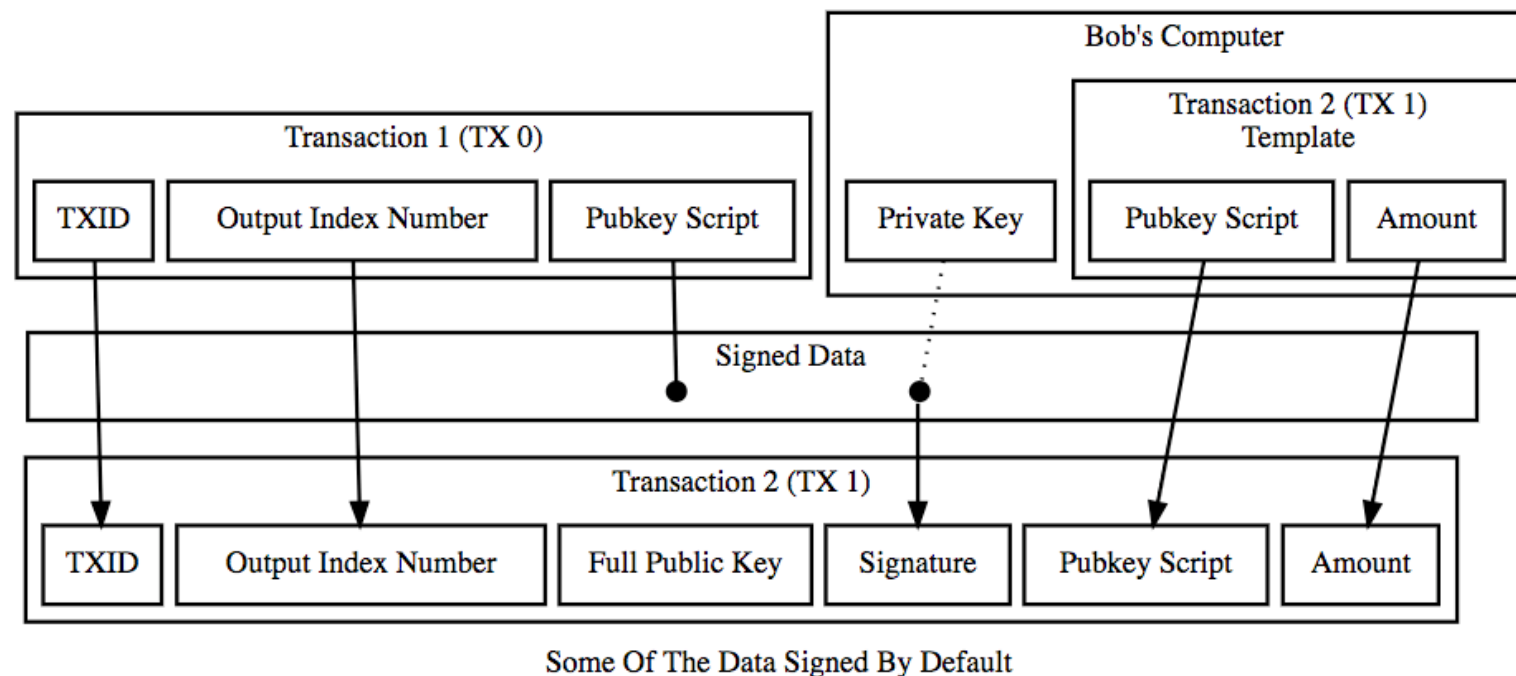 Bob's Computer
Transaction 1 (TX 0)
Transaction 2 (TX 1)
Template
TXID
Output Index Number
Pubkey Script
Private Key
Pubkey Script
Amount
Signed Data
Transaction 2 (TX 1)
TXID
Output Index Number
Full Public Key
Signature
Pubkey Script
Amount
Some Of The Data Signed By Default